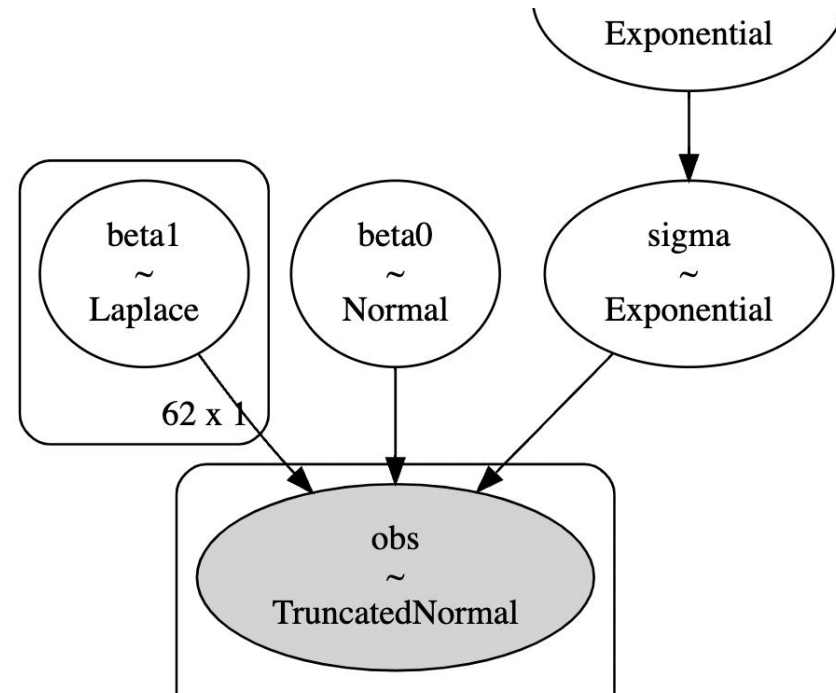 Exponential
beta1
~
Laplace
62 x 1
beta0
~
Normal
sigma
~
Exponential
obs
~
TruncatedNormal